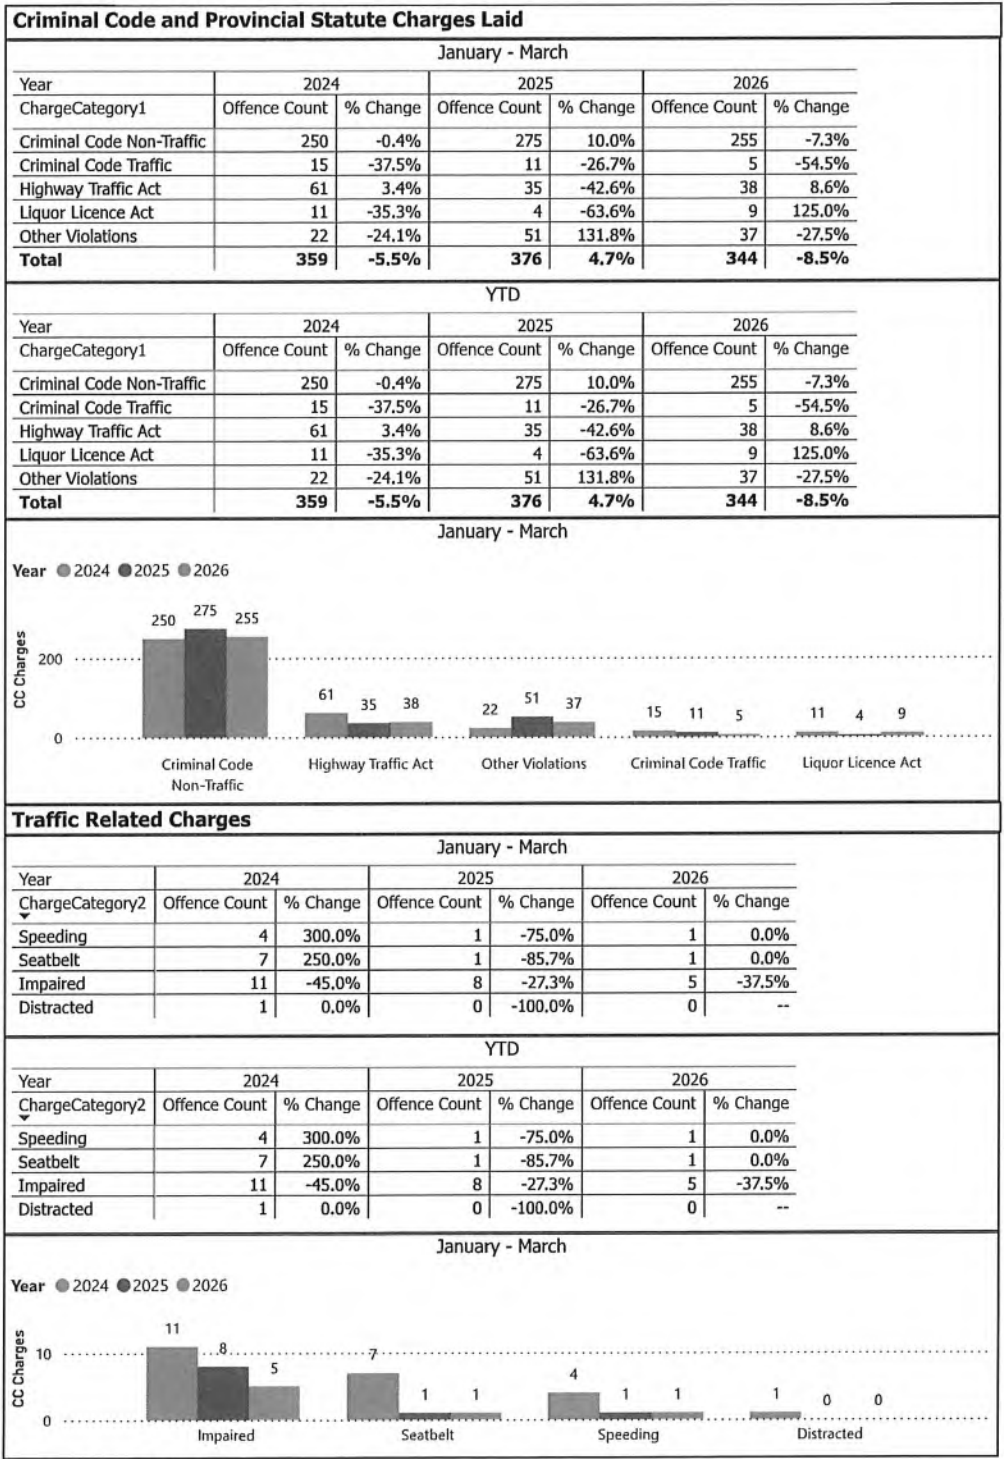 Criminal Code and Provincial Statute Charges Laid
January - March
Year 2024 2025 2026
ChargeCategory1 Offence Count % Change Offence Count % Change Offence Count % Change
Criminal Code Non-Traffic 250 -0.4% 275 10.0% 255 -7.3%
Criminal Code Traffic 15 -37.5% 11 -26.7% 5 -54.5%
Highway Traffic Act 61 3.4% 35 -42.6% 38 8.6%
Liquor Licence Act 11 -35.3% 4 -63.6% 9 125.0%
Other Violations 22 -24.1% 51 131.8% 37 -27.5%
Total 359 -5.5% 376 4.7% 344 -8.5%
YTD
Year 2024 2025 2026
ChargeCategory1 Offence Count % Change Offence Count % Change Offence Count % Change
Criminal Code Non-Traffic 250 -0.4% 275 10.0% 255 -7.3%
Criminal Code Traffic 15 -37.5% 11 -26.7% 5 -54.5%
Highway Traffic Act 61 3.4% 35 -42.6% 38 8.6%
Liquor Licence Act 11 -35.3% 4 -63.6% 9 125.0%
Other Violations 22 -24.1% 51 131.8% 37 -27.5%
Total 359 -5.5% 376 4.7% 344 -8.5%
January - March
Year 2024 2025 2026
CC Charges
200
0
250 275 255
61 35 38
22 51 37
15 11 5
11 4 9
Criminal Code Non-Traffic
Highway Traffic Act
Other Violations
Criminal Code Traffic
Liquor Licence Act
Traffic Related Charges
January - March
Year 2024 2025 2026
ChargeCategory2 Offence Count % Change Offence Count % Change Offence Count % Change
Speeding 4 300.0% 1 -75.0% 1 0.0%
Seatbelt 7 250.0% 1 -85.7% 1 0.0%
Impaired 11 -45.0% 8 -27.3% 5 -37.5%
Distracted 1 0.0% 0 -100.0% 0 --
YTD
Year 2024 2025 2026
ChargeCategory2 Offence Count % Change Offence Count % Change Offence Count % Change
Speeding 4 300.0% 1 -75.0% 1 0.0%
Seatbelt 7 250.0% 1 -85.7% 1 0.0%
Impaired 11 -45.0% 8 -27.3% 5 -37.5%
Distracted 1 0.0% 0 -100.0% 0 --
January - March
Year 2024 2025 2026
CC Charges
10
0
11 8 5
7 1 1
4 1 1
1 0 0
Impaired
Seatbelt
Speeding
Distracted